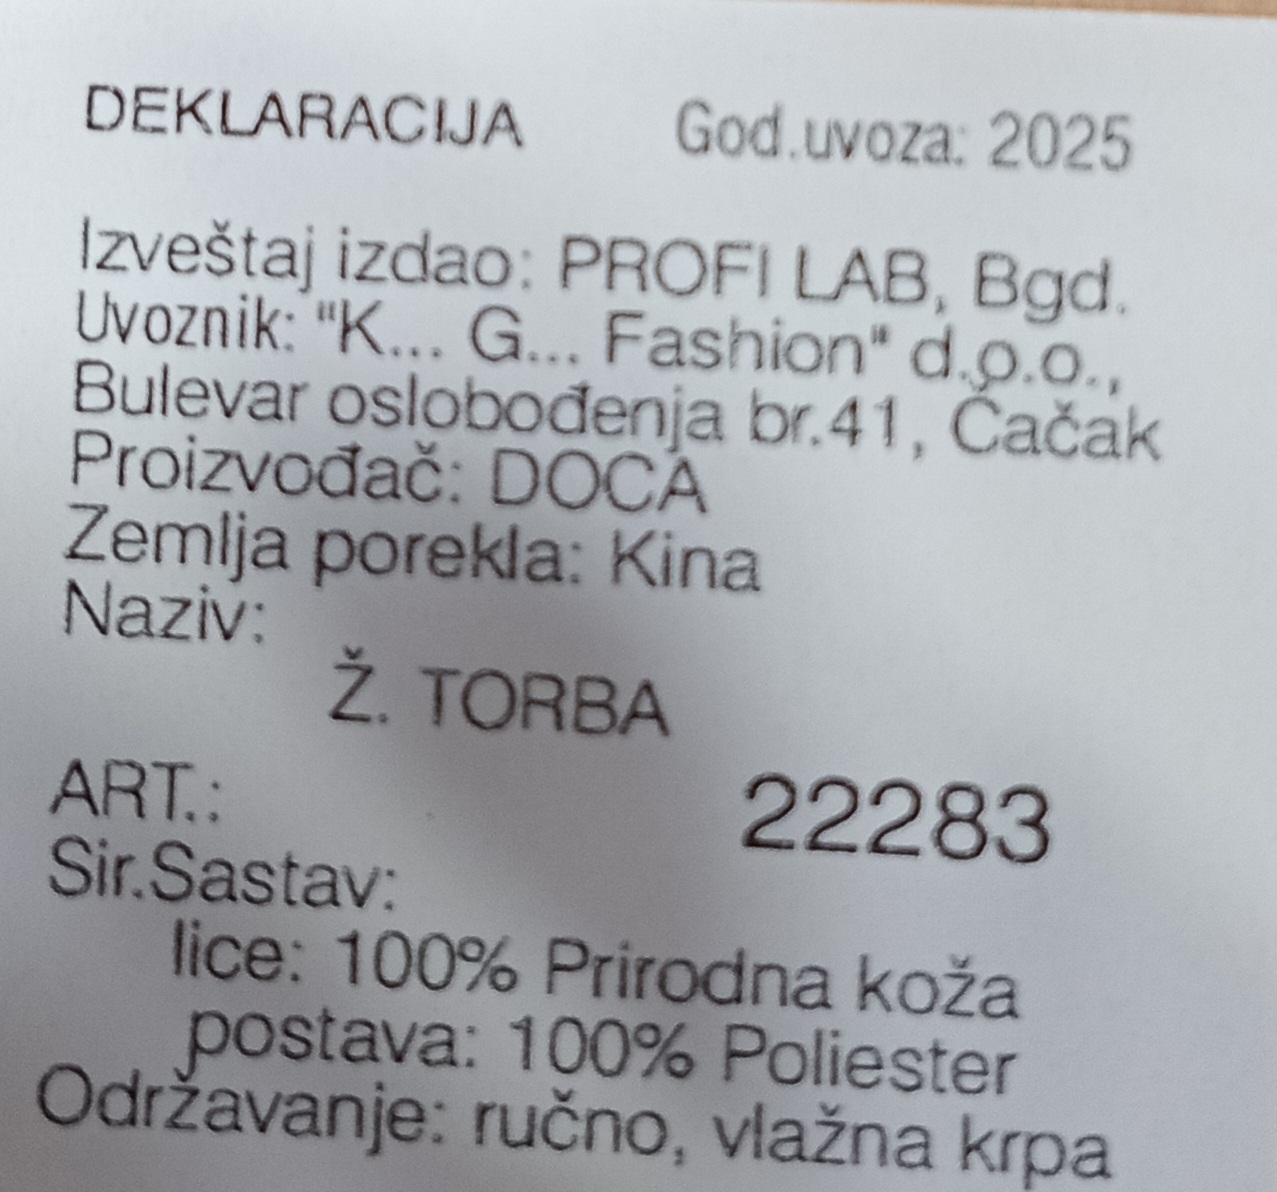 DEKLARACIJA God.uvoza: 2025
Izveštaj izdao: PROFI LAB, Bgd.
Uvoznik: "K... G... Fashion" d.o.o.,
Bulevar oslobođenja br.41, Čačak
Proizvođač: DOCA
Zemlja porekla: Kina
Naziv:
Ž. TORBA
ART.: 22283
Sir.Sastav:
lice: 100% Prirodna koža
postava: 100% Poliester
Održavanje: ručno, vlažna krpa